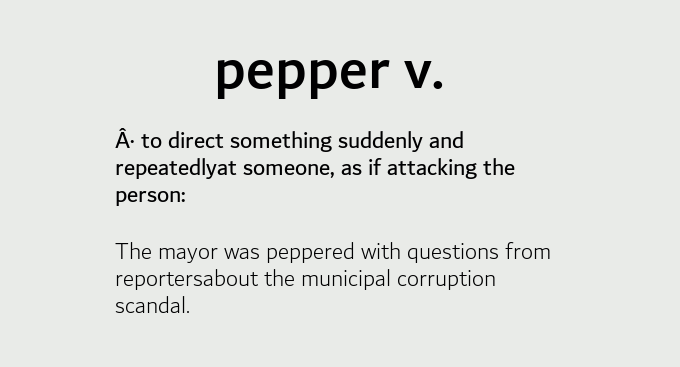 pepper v.
Â· to direct something suddenly and
repeatedlyat someone, as if attacking the
person:
The mayor was peppered with questions from
reportersabout the municipal corruption
scandal.